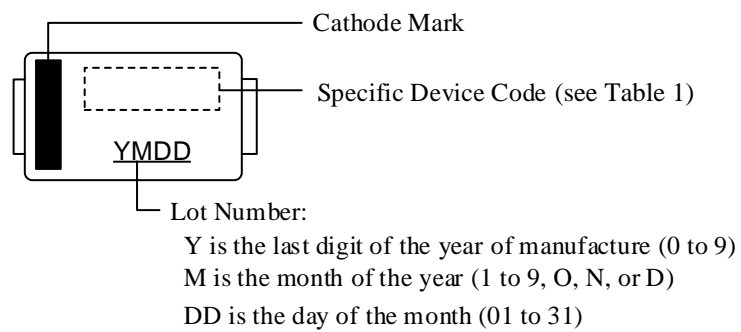 Cathode Mark
Specific Device Code (see Table 1)
YMDD
Lot Number:
Y is the last digit of the year of manufacture (0 to 9)
M is the month of the year (1 to 9, O, N, or D)
DD is the day of the month (01 to 31)